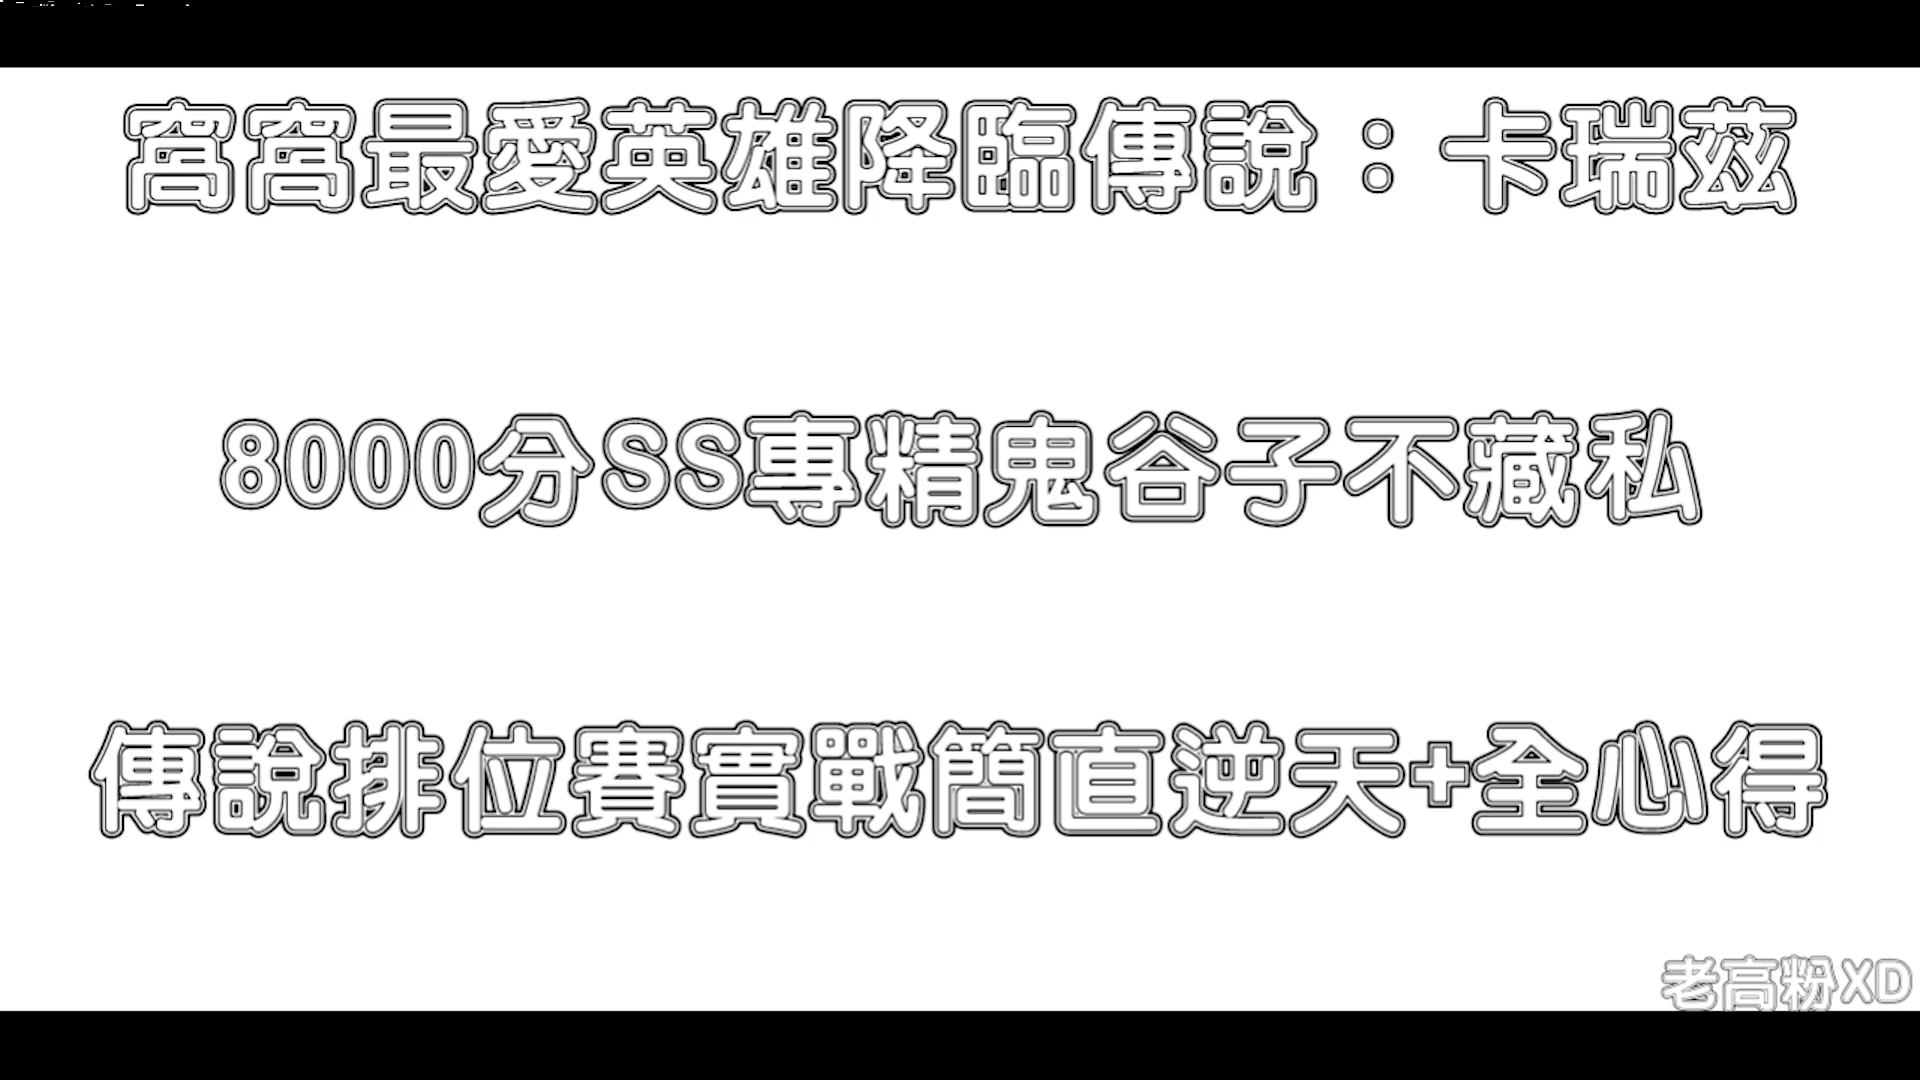 窩窩最愛英雄降臨傳說：卡瑞茲
8000分SS專精鬼谷子不藏私
傳說排位賽實戰簡直逆天+全心得
老高粉XD